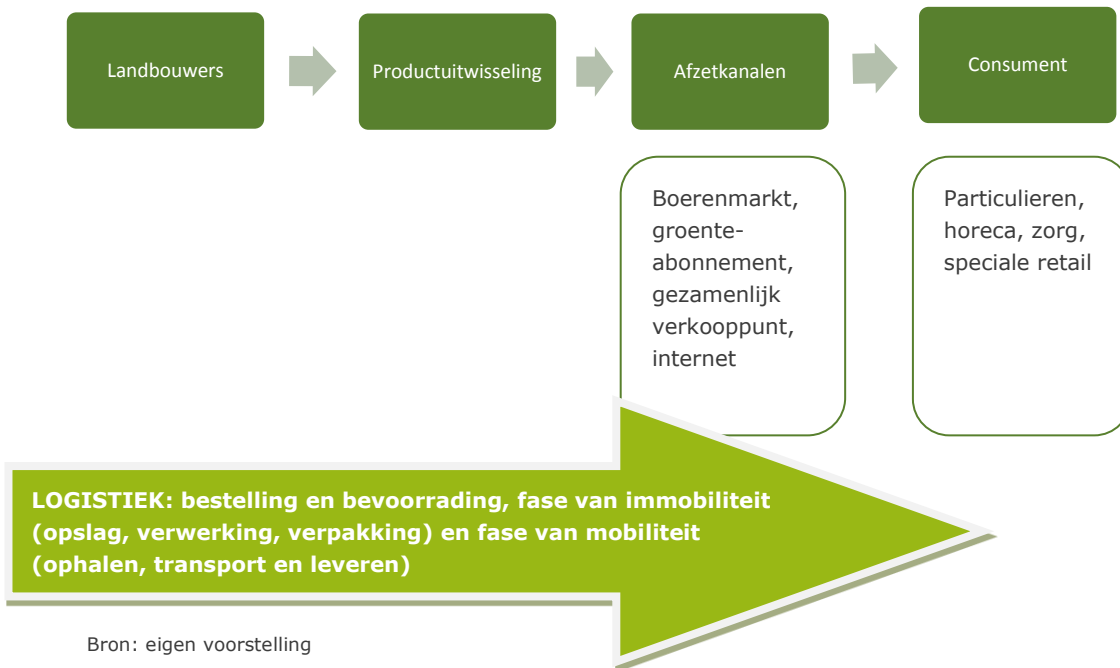 Landbouwers
Productuitwisseling
Afzetkanalen
Consument
Boerenmarkt,
groente-
abonnement,
gezamenlijk
verkooppunt,
internet
Particulieren,
horeca, zorg,
speciale retail
LOGISTIEK: bestelling en bevoorrading, fase van immobiliteit
(opslag, verwerking, verpakking) en fase van mobiliteit
(ophalen, transport en leveren)
Bron: eigen voorstelling